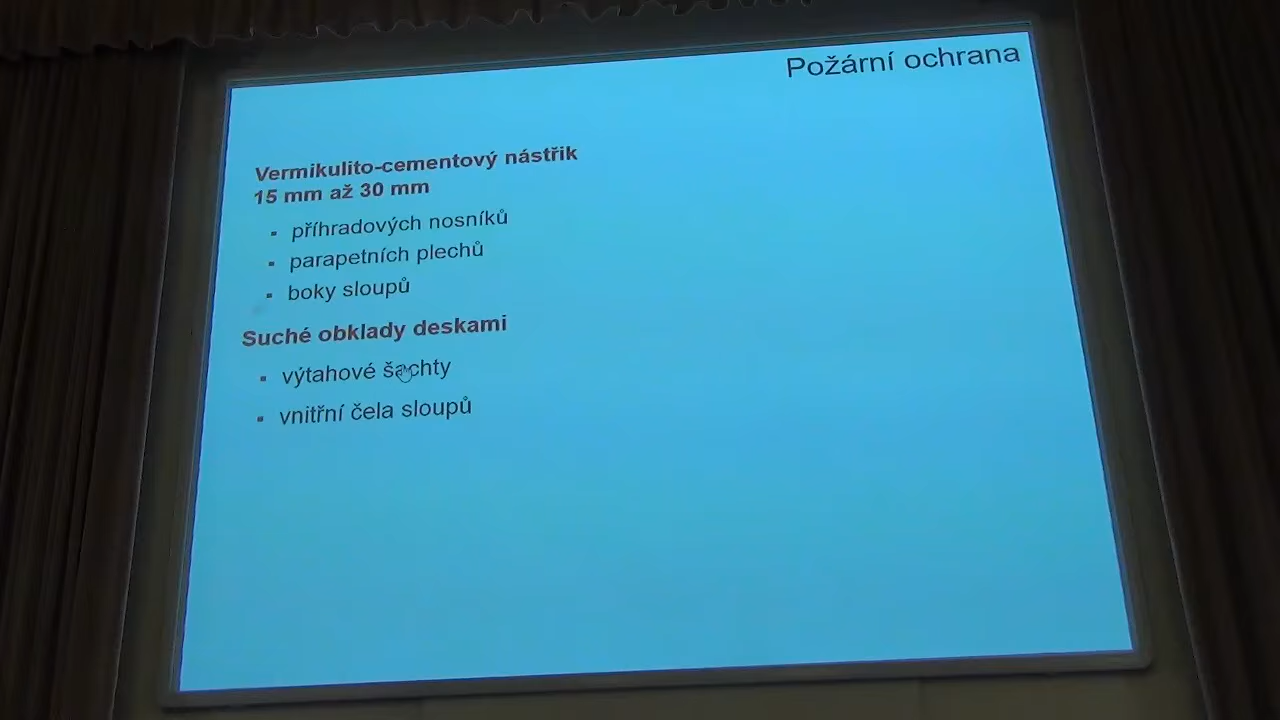 Požární ochrana
Vermikulito-cementový nástřik
15 mm až 30 mm
▪ příhradových nosníků
▪ parapetních plechů
▪ boky sloupů
Suché obklady deskami
▪ výtahové šachty
▪ vnitřní čela sloupů